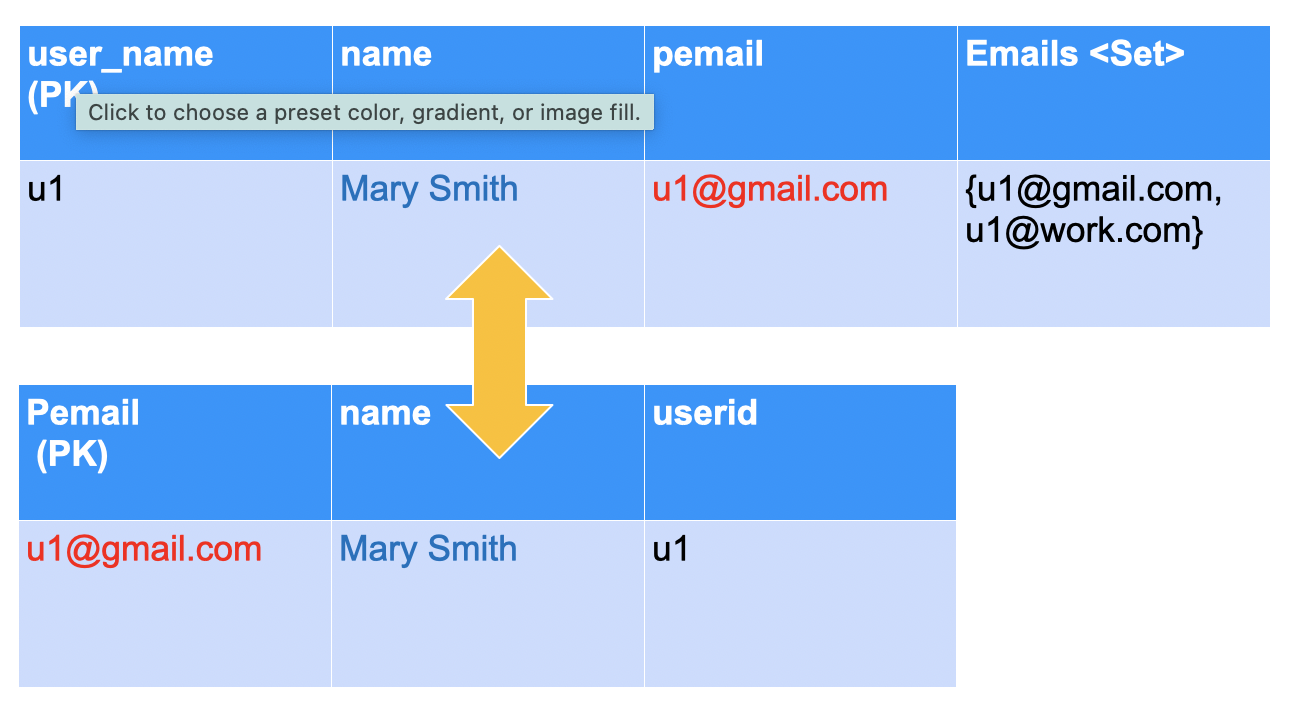 user_name name pemail Emails <Set>
(PK)
Click to choose a preset color, gradient, or image fill.
u1 Mary Smith u1@gmail.com {u1@gmail.com,
u1@work.com}
Pemail name userid
(PK)
u1@gmail.com Mary Smith u1